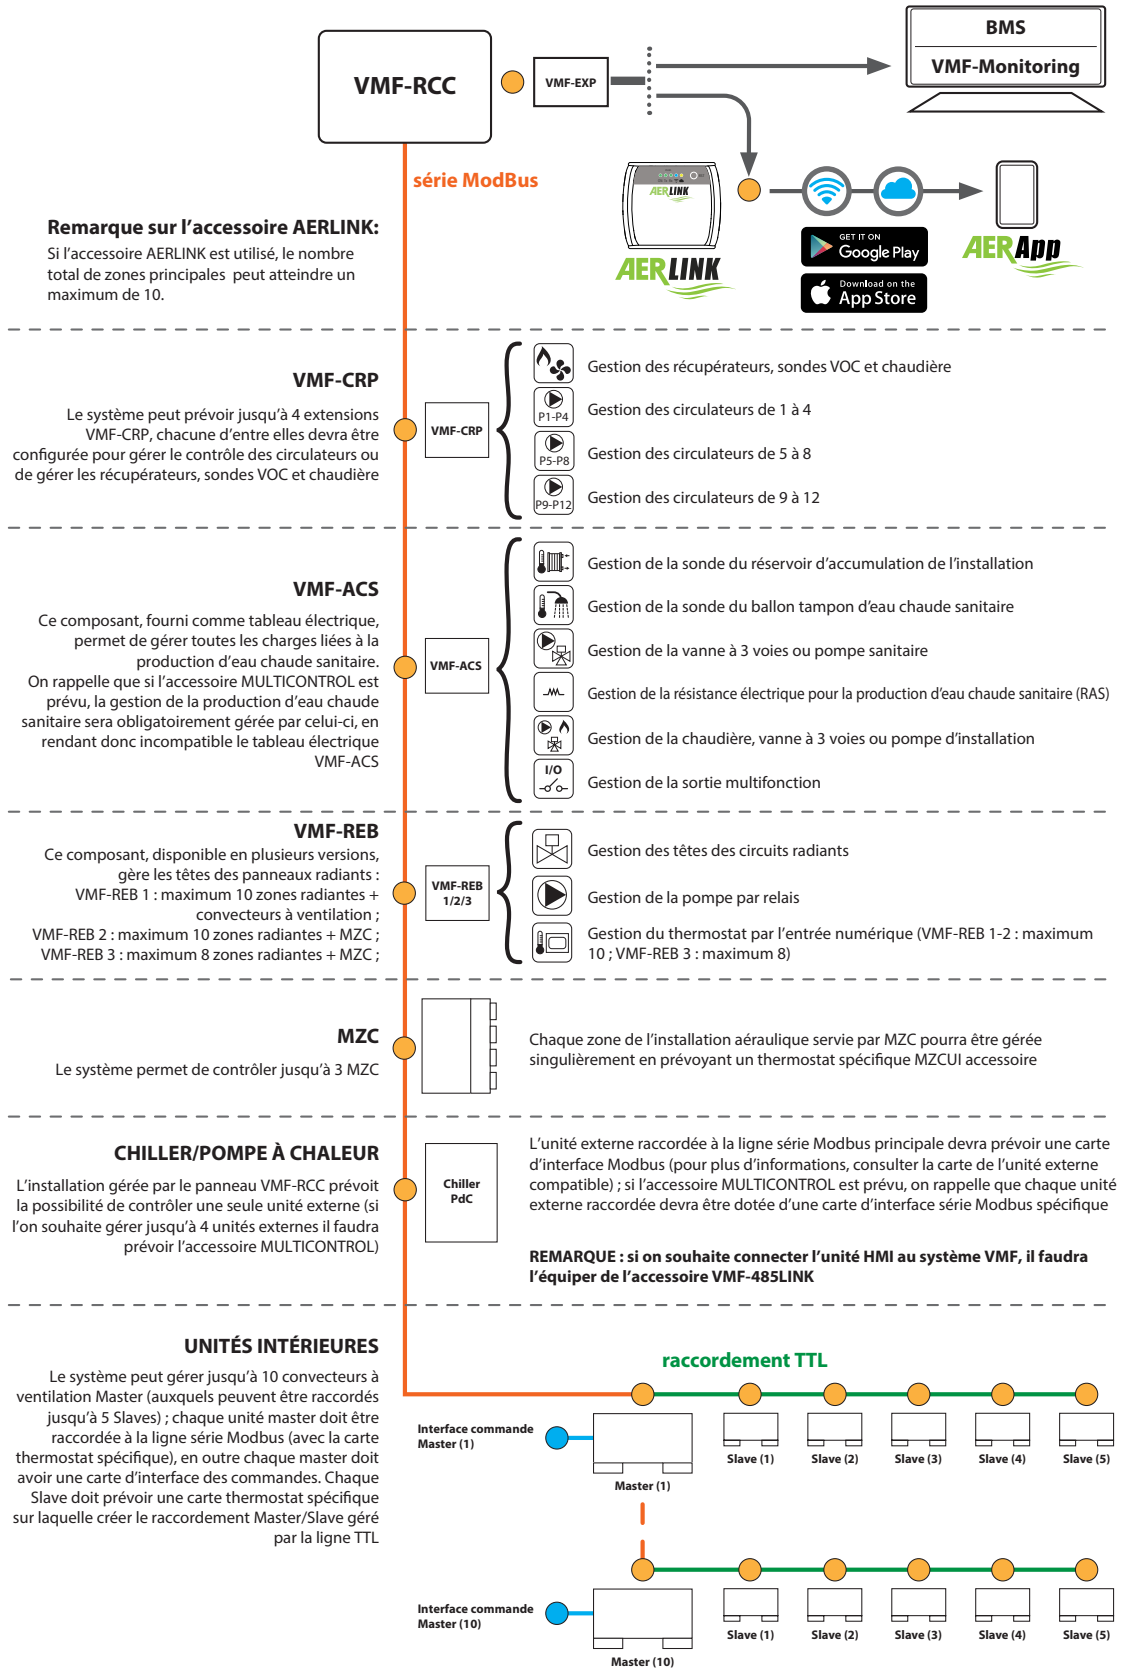 BMS
VMF-Monitoring
VMF-RCC
VMF-EXP
série ModBus
AERLINK
AERLINK
GET IT ON
Google Play
Download on the
App Store
AERApp
Remarque sur l'accessoire AERLINK:
Si l'accessoire AERLINK est utilisé, le nombre
total de zones principales peut atteindre un
maximum de 10.
VMF-CRP
Le système peut prévoir jusqu'à 4 extensions
VMF-CRP, chacune d'entre elles devra être
configurée pour gérer le contrôle des circulateurs ou
de gérer les récupérateurs, sondes VOC et chaudière
VMF-CRP
Gestion des récupérateurs, sondes VOC et chaudière
P1-P4
Gestion des circulateurs de 1 à 4
P5-P8
Gestion des circulateurs de 5 à 8
P9-P12
Gestion des circulateurs de 9 à 12
VMF-ACS
Ce composant, fourni comme tableau électrique,
permet de gérer toutes les charges liées à la
production d'eau chaude sanitaire.
On rappelle que si l'accessoire MULTICONTROL est
prévu, la gestion de la production d'eau chaude
sanitaire sera obligatoirement gérée par celui-ci, en
rendant donc incompatible le tableau électrique
VMF-ACS
VMF-ACS
Gestion de la sonde du réservoir d'accumulation de l'installation
Gestion de la sonde du ballon tampon d'eau chaude sanitaire
Gestion de la vanne à 3 voies ou pompe sanitaire
Gestion de la résistance électrique pour la production d'eau chaude sanitaire (RAS)
Gestion de la chaudière, vanne à 3 voies ou pompe d'installation
I/O
Gestion de la sortie multifonction
VMF-REB
Ce composant, disponible en plusieurs versions,
gère les têtes des panneaux radiants :
VMF-REB 1 : maximum 10 zones radiantes +
convecteurs à ventilation ;
VMF-REB 2 : maximum 10 zones radiantes + MZC ;
VMF-REB 3 : maximum 8 zones radiantes + MZC ;
VMF-REB
1/2/3
Gestion des têtes des circuits radiants
Gestion de la pompe par relais
Gestion du thermostat par l'entrée numérique (VMF-REB 1-2 : maximum
10 ; VMF-REB 3 : maximum 8)
MZC
Le système permet de contrôler jusqu'à 3 MZC
Chaque zone de l'installation aéraulique servie par MZC pourra être gérée
singulièrement en prévoyant un thermostat spécifique MZCUI accessoire
CHILLER/POMPE À CHALEUR
L'installation gérée par le panneau VMF-RCC prévoit
la possibilité de contrôler une seule unité externe (si
l'on souhaite gérer jusqu'à 4 unités externes il faudra
prévoir l'accessoire MULTICONTROL)
Chiller
PdC
L'unité externe raccordée à la ligne série Modbus principale devra prévoir une carte
d'interface Modbus (pour plus d'informations, consulter la carte de l'unité externe
compatible) ; si l'accessoire MULTICONTROL est prévu, on rappelle que chaque unité
externe raccordée devra être dotée d'une carte d'interface série Modbus spécifique
REMARQUE : si on souhaite connecter l'unité HMI au système VMF, il faudra
l'équiper de l'accessoire VMF-485LINK
UNITÉS INTÉRIEURES
Le système peut gérer jusqu'à 10 convecteurs à
ventilation Master (auxquels peuvent être raccordés
jusqu'à 5 Slaves) ; chaque unité master doit être
raccordée à la ligne série Modbus (avec la carte
thermostat spécifique), en outre chaque master doit
avoir une carte d'interface des commandes. Chaque
Slave doit prévoir une carte thermostat spécifique
sur laquelle créer le raccordement Master/Slave géré
par la ligne TTL
raccordement TTL
Interface commande
Master (1)
Master (1)
Slave (1)
Slave (2)
Slave (3)
Slave (4)
Slave (5)
Interface commande
Master (10)
Master (10)
Slave (1)
Slave (2)
Slave (3)
Slave (4)
Slave (5)